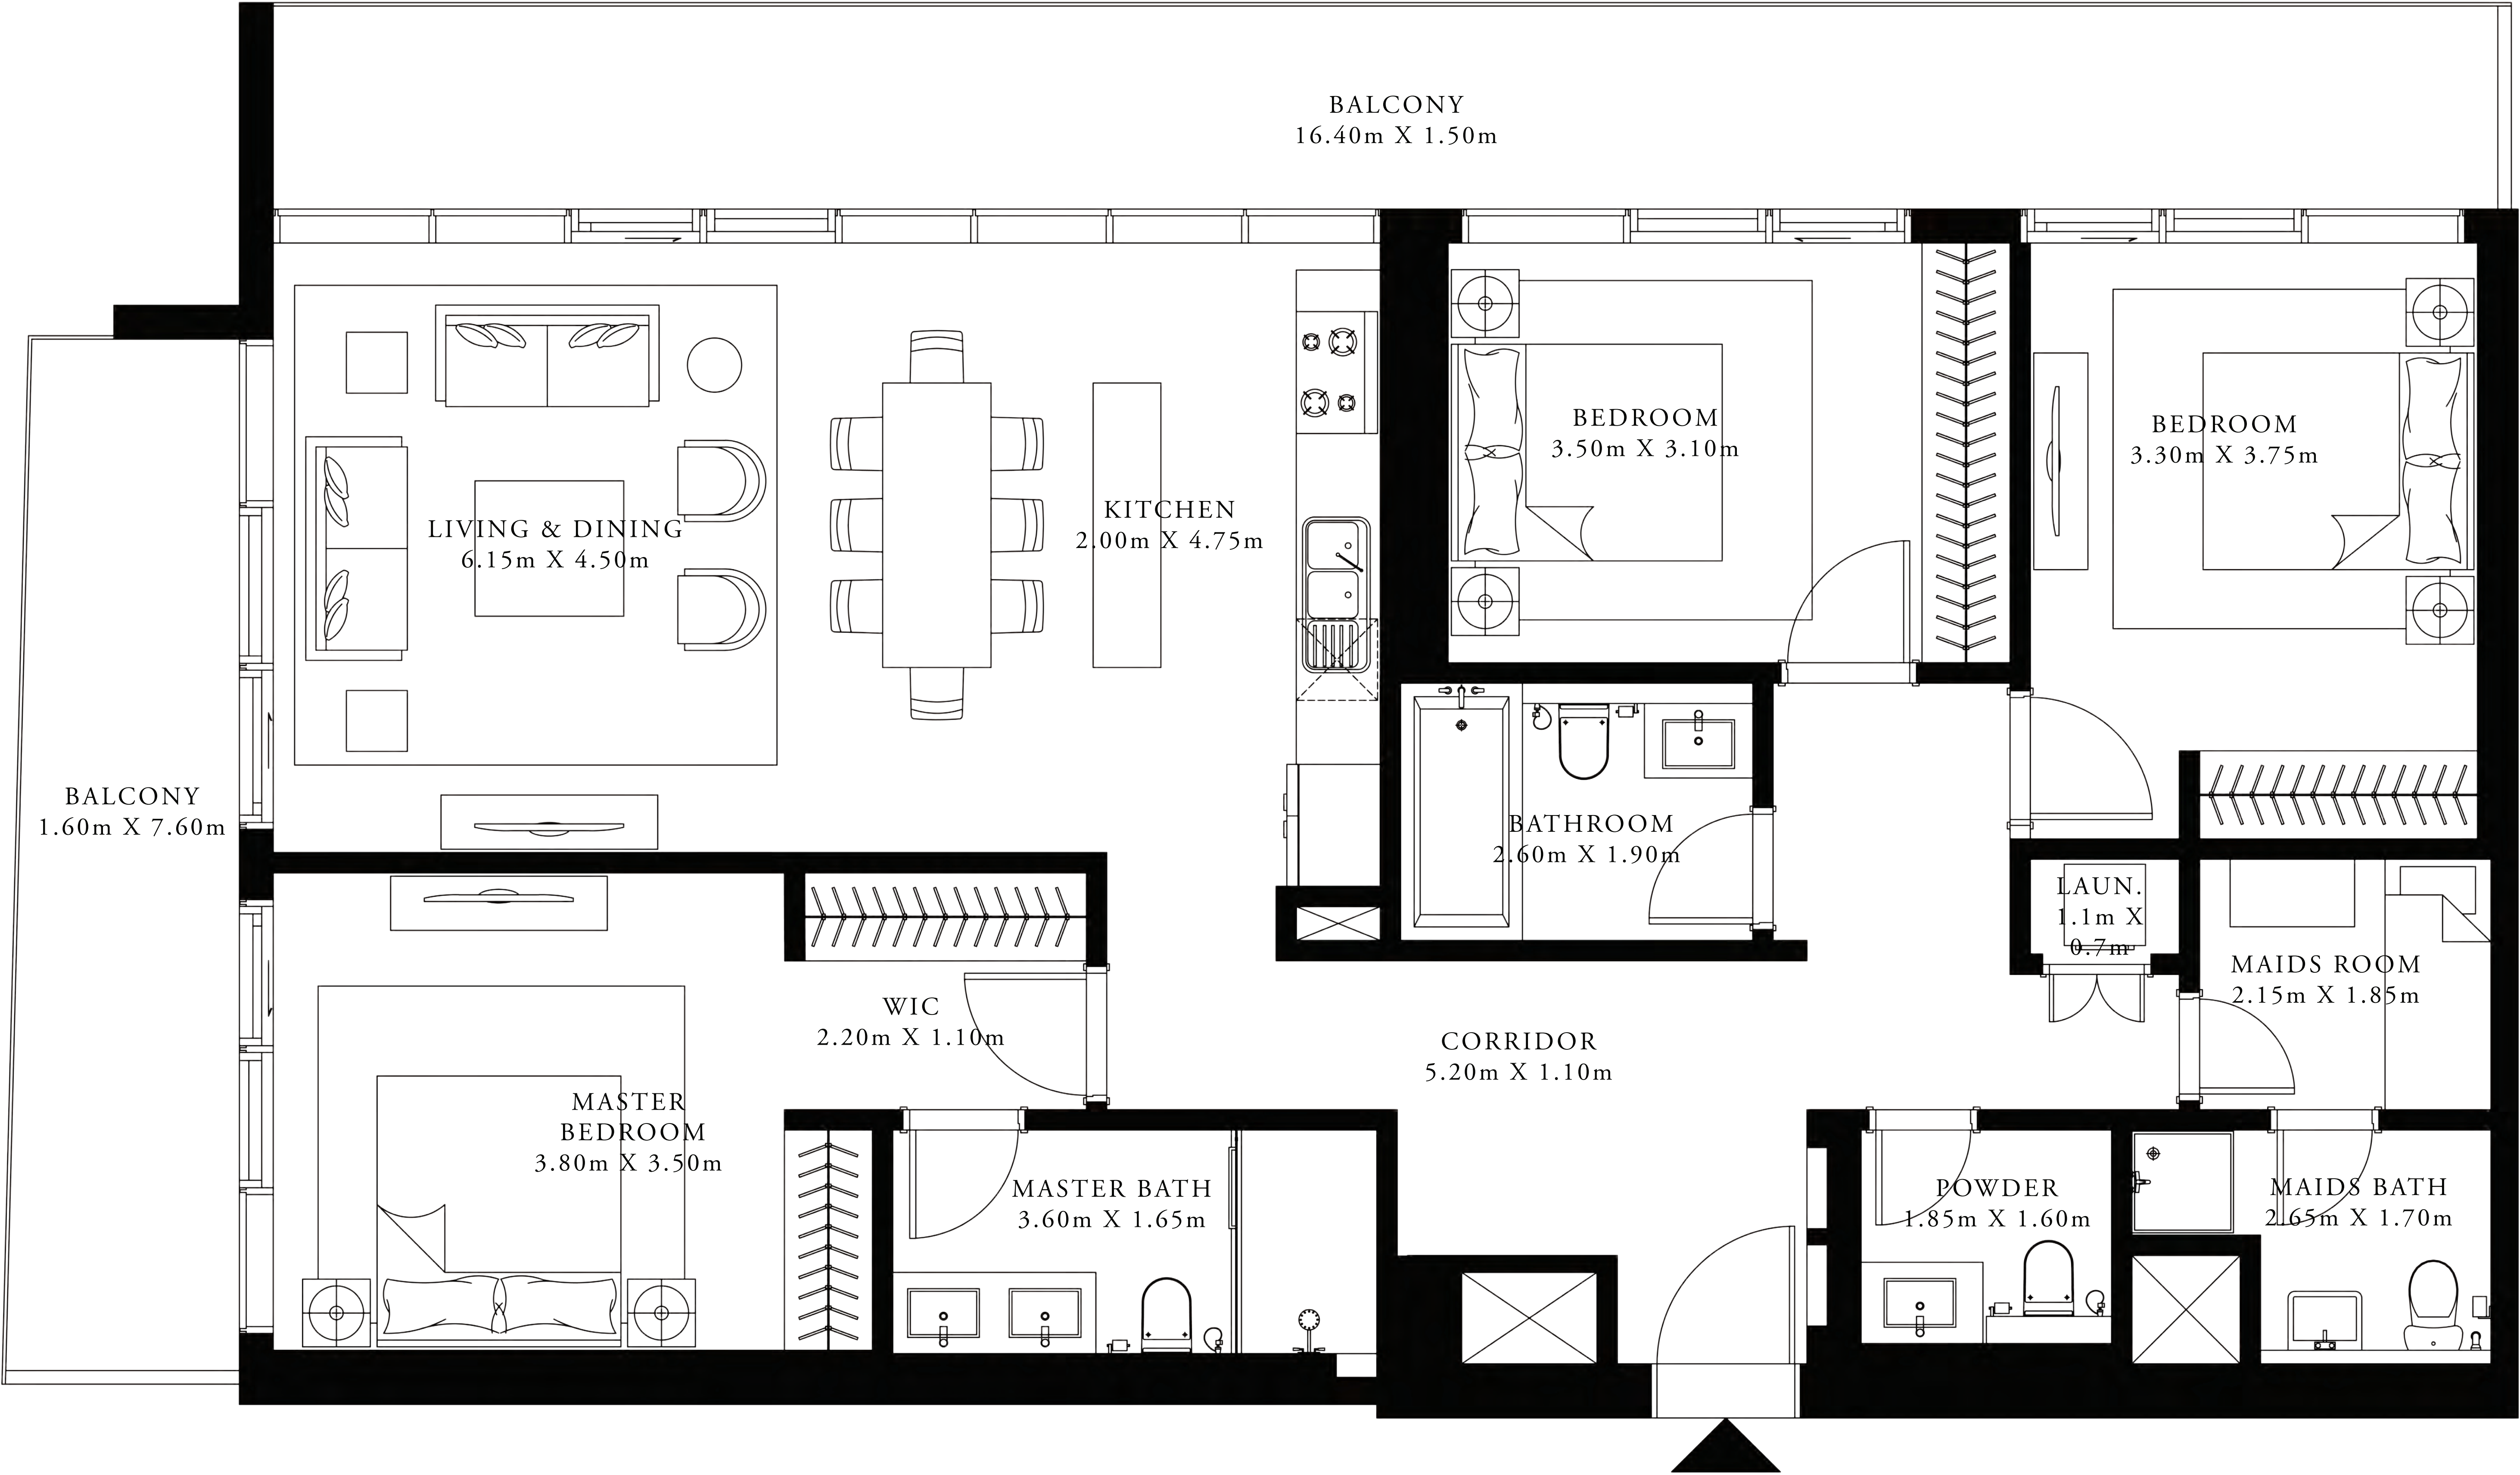 BALCONY
16.40m X 1.50m
BEDROOM
3.50m X 3.10m
BEDROOM
3.30m X 3.75m
KITCHEN
2.00m X 4.75m
LIVING & DINING
6.15m X 4.50m
BALCONY
1.60m X 7.60m
BATHROOM
2.60m X 1.90m
LAUN.
1.1m X
0.7m
MAIDS ROOM
2.15m X 1.85m
WIC
2.20m X 1.10m
CORRIDOR
5.20m X 1.10m
MASTER
BEDROOM
3.80m X 3.50m
MASTER BATH
3.60m X 1.65m
POWDER
1.85m X 1.60m
MAIDS BATH
2.65m X 1.70m